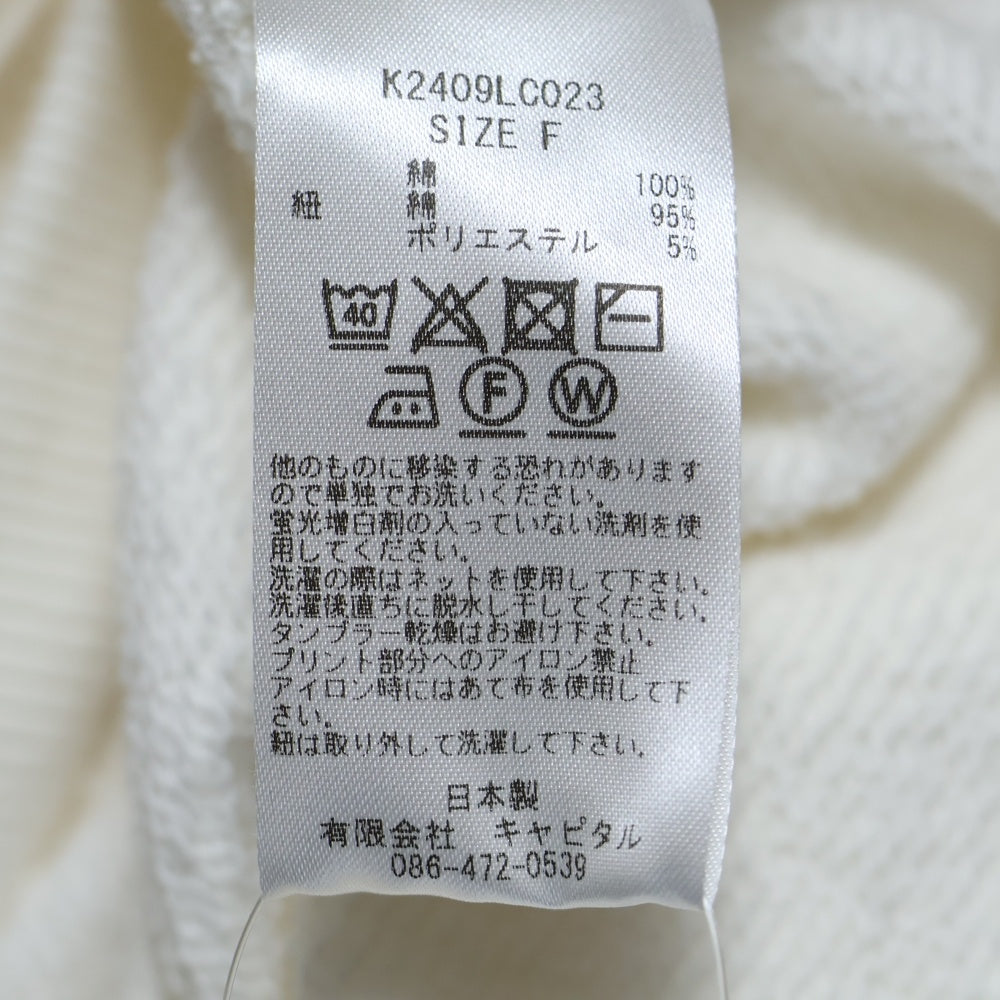 K2409LC023
SIZE F
綿 100%
紐 綿 95%
ポリエステル 5%
40
F W
他のものに移染する恐れがあります
ので単独でお洗いください。
蛍光増白剤の入っていない洗剤を使
用してください。
洗濯の際はネットを使用して下さい。
洗濯後直ちに脱水し干してください。
タンブラー乾燥はお避け下さい。
プリント部分へのアイロン禁止
アイロン時にはあて布を使用して下
さい。
紐は取り外して洗濯して下さい。
日本製
有限会社 キャピタル
086-472-0539